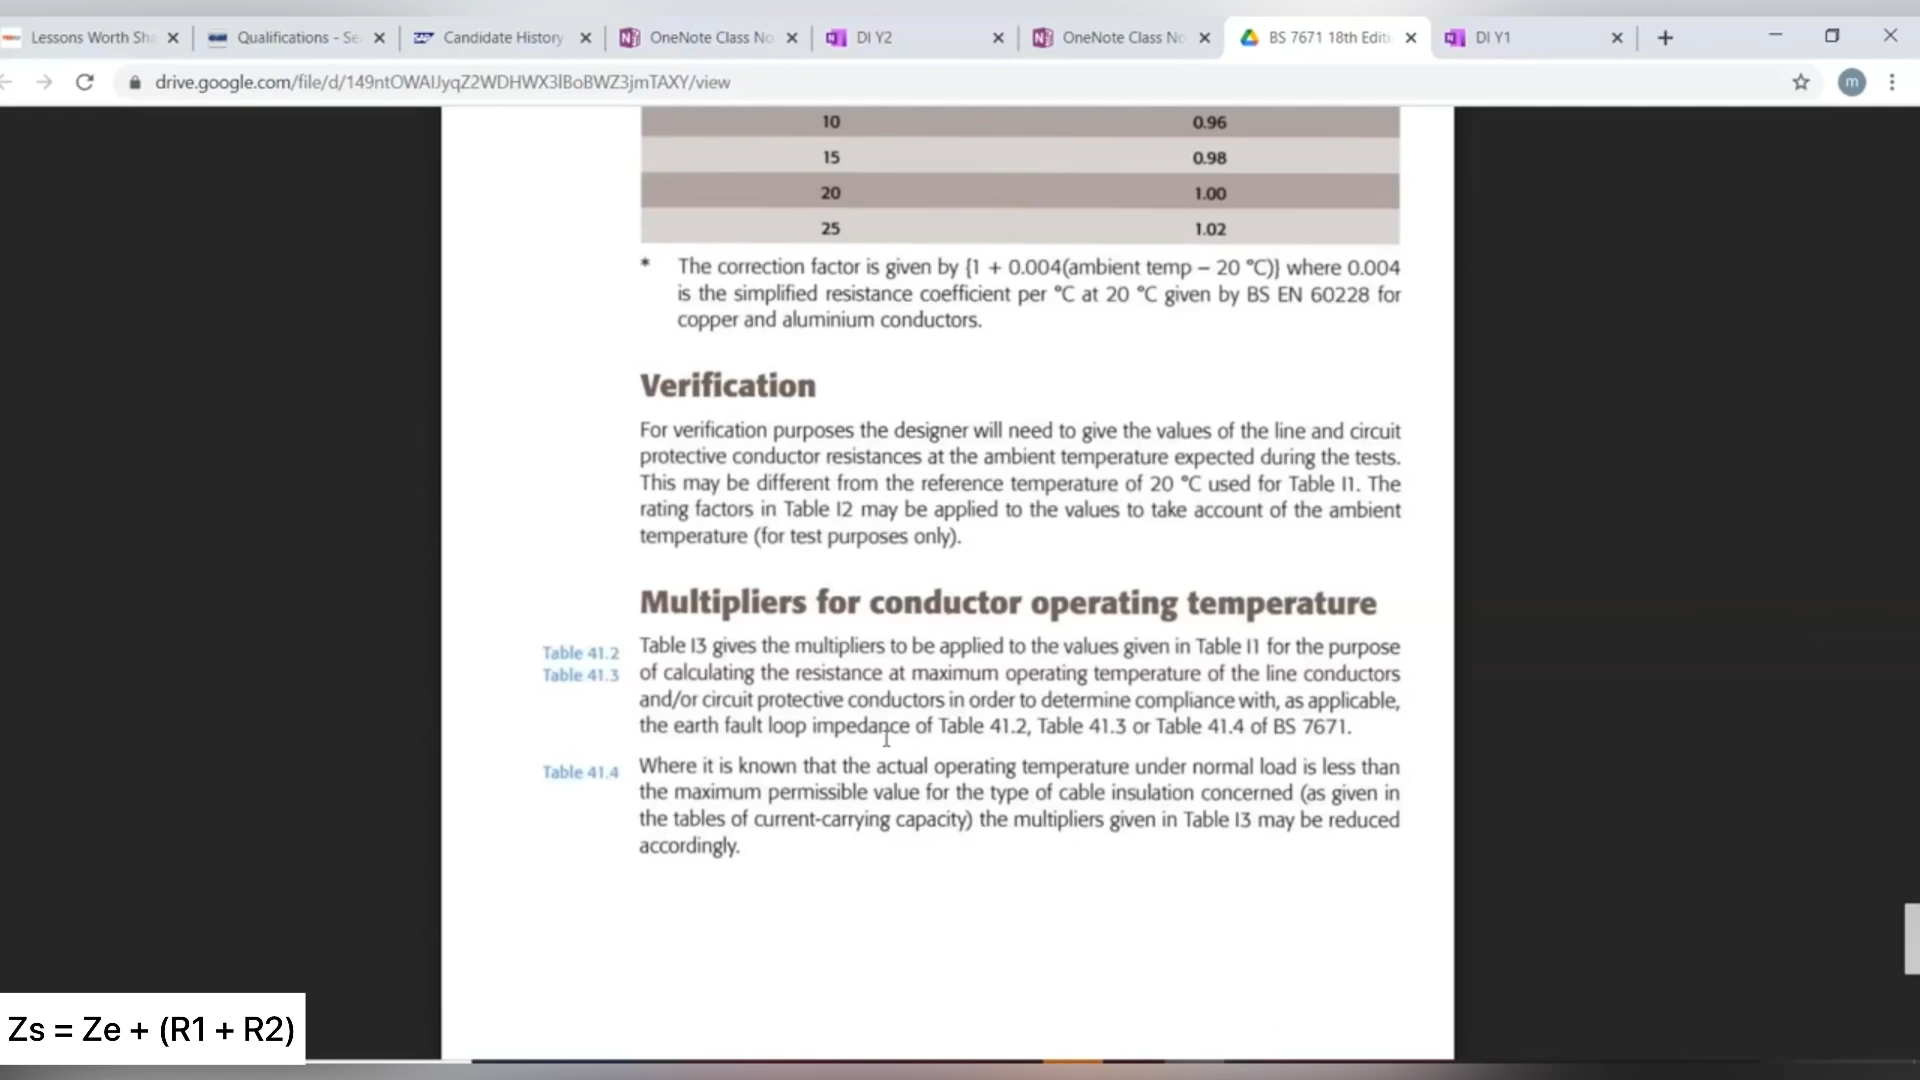 Lessons Worth Sha
Qualifications - Se
Candidate History
OneNote Class No
DI Y2
OneNote Class No
BS 7671 18th Editi
DI Y1
drive.google.com/file/d/149ntOWAIJyqZ2WDHWX3lBoBWZ3jmTAXY/view
m
10 0.96
15 0.98
20 1.00
25 1.02
* The correction factor is given by {1 + 0.004(ambient temp – 20 °C)} where 0.004
is the simplified resistance coefficient per °C at 20 °C given by BS EN 60228 for
copper and aluminium conductors.
Verification
For verification purposes the designer will need to give the values of the line and circuit
protective conductor resistances at the ambient temperature expected during the tests.
This may be different from the reference temperature of 20 °C used for Table I1. The
rating factors in Table I2 may be applied to the values to take account of the ambient
temperature (for test purposes only).
Multipliers for conductor operating temperature
Table 41.2
Table 41.3
Table I3 gives the multipliers to be applied to the values given in Table I1 for the purpose
of calculating the resistance at maximum operating temperature of the line conductors
and/or circuit protective conductors in order to determine compliance with, as applicable,
the earth fault loop impedance of Table 41.2, Table 41.3 or Table 41.4 of BS 7671.
Table 41.4
Where it is known that the actual operating temperature under normal load is less than
the maximum permissible value for the type of cable insulation concerned (as given in
the tables of current-carrying capacity) the multipliers given in Table I3 may be reduced
accordingly.
Zs = Ze + (R1 + R2)